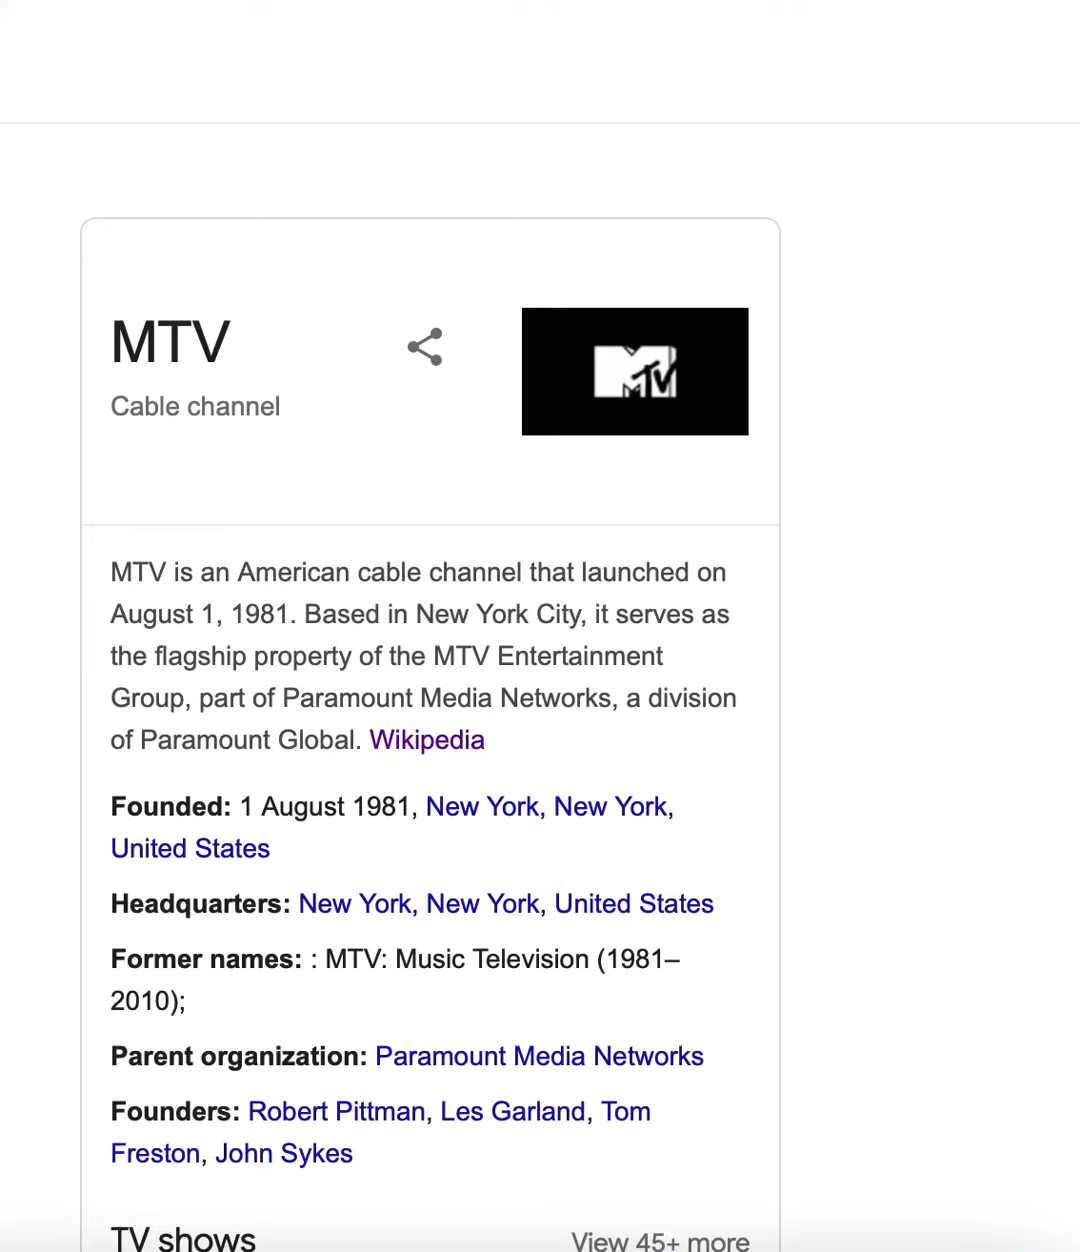 MTV
Cable channel
MTV
MTV is an American cable channel that launched on
August 1, 1981. Based in New York City, it serves as
the flagship property of the MTV Entertainment
Group, part of Paramount Media Networks, a division
of Paramount Global. Wikipedia
Founded: 1 August 1981, New York, New York,
United States
Headquarters: New York, New York, United States
Former names: : MTV: Music Television (1981–
2010);
Parent organization: Paramount Media Networks
Founders: Robert Pittman, Les Garland, Tom
Freston, John Sykes
TV shows
View 45+ more